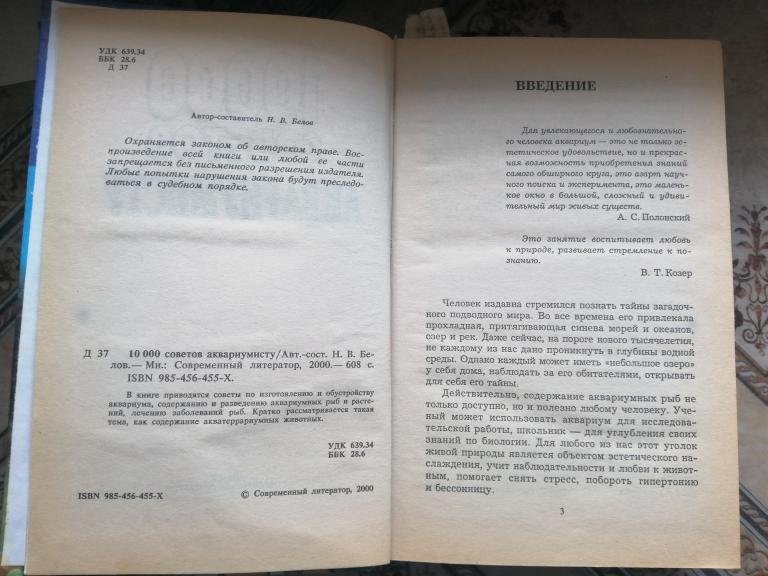 УДК 639.34
ББК 28.6
Д 37
Автор-составитель Н. В. Белов
Охраняется законом об авторском праве. Вос-
произведение всей книги или любой ее части
запрещается без письменного разрешения издателя.
Любые попытки нарушения закона будут преследо-
ваться в судебном порядке.
Д 37 10 000 советов аквариумисту/Авт.-сост. Н. В. Бе-
лов.— Мн.: Современный литератор, 2000.— 608 с.
ISBN 985-456-455-X.
В книге приводятся советы по изготовлению и обустройству
аквариума, содержанию и разведению аквариумных рыб и расте-
ний, лечению заболеваний рыб. Кратко рассматривается такая
тема, как содержание акватеррариумных животных.
УДК 639.34
ББК 28.6
ISBN 985-456-455-X
© Современный литератор, 2000
ВВЕДЕНИЕ
Для увлекающегося и любознательно-
го человека аквариум — это не только эс-
тетическое удовольствие, но и прекрас-
ная возможность приобретения знаний
самого обширного круга, это азарт науч-
ного поиска и эксперимента, это малень-
кое окно в большой, сложный и удиви-
тельный мир живых существ.
А. С. Полонский
Это занятие воспитывает любовь
к природе, развивает стремление к по-
знанию.
В. Т. Козер
Человек издавна стремился познать тайны загадоч-
ного подводного мира. Во все времена его привлекала
прохладная, притягивающая синева морей и океанов,
озер и рек. Даже сейчас, на пороге нового тысячелетия,
не каждому из нас дано проникнуть в глубины водной
среды. Однако каждый может иметь «небольшое озеро»
у себя дома, наблюдать за его обитателями, открывать
для себя его тайны.
Действительно, содержание аквариумных рыб не
только доступно, но и полезно любому человеку. Уче-
ный может использовать аквариум для исследова-
тельской работы, школьник — для углубления своих
знаний по биологии. Для любого из нас этот уголок
живой природы является объектом эстетического на-
слаждения, учит наблюдательности и любви к живот-
ным, помогает снять стресс, побороть гипертонию
и бессонницу.
3